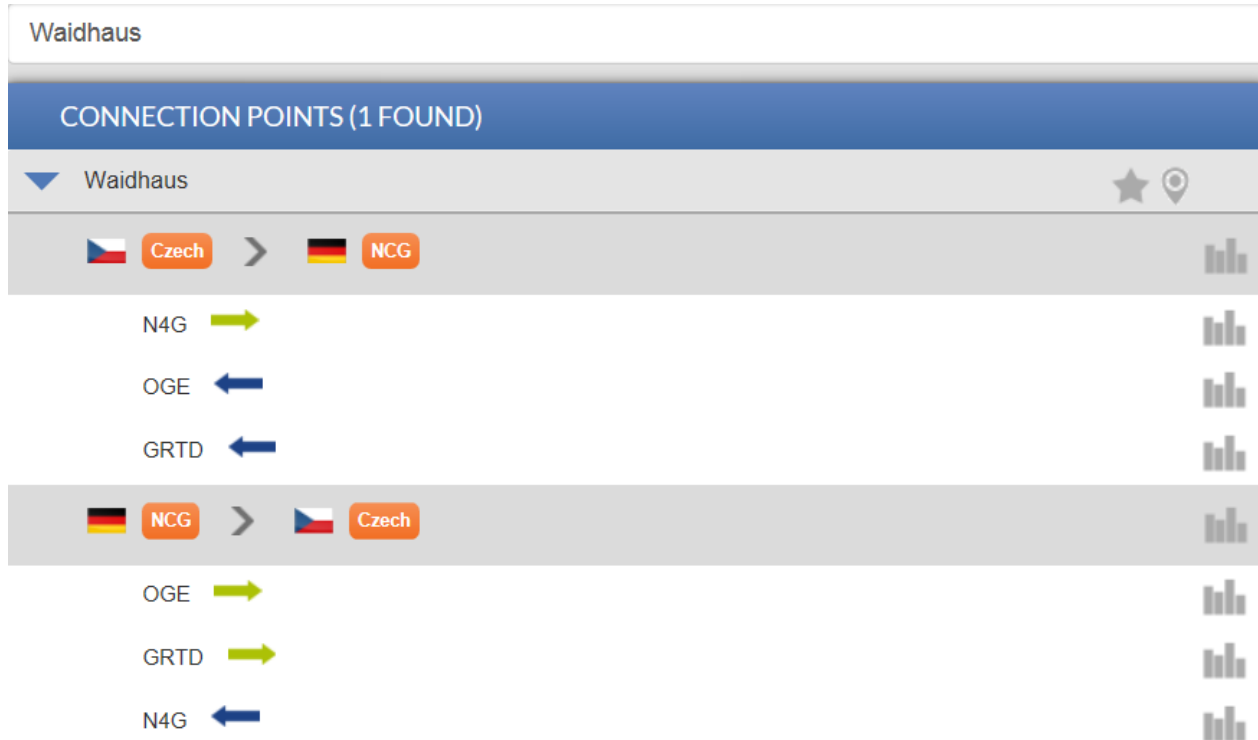 Waidhaus
CONNECTION POINTS (1 FOUND)
Waidhaus
Czech NCG
N4G
OGE
GRTD
NCG Czech
OGE
GRTD
N4G